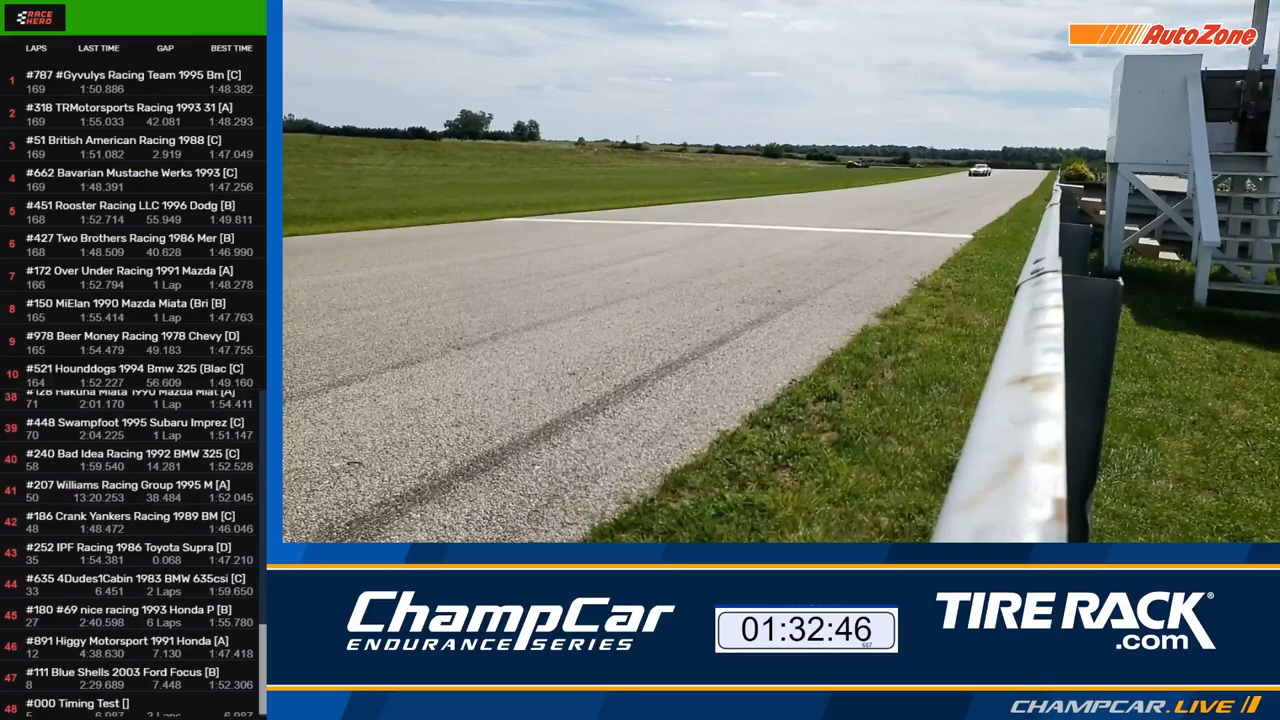 RACE
HERO
LAPS LAST TIME GAP BEST TIME
1 #787 #Gyvulys Racing Team 1995 Bm [C]
169 1:50.886 1:48.382
2 #318 TRMotorsports Racing 1993 31 [A]
169 1:55.033 42.081 1:48.293
3 #51 British American Racing 1988 [C]
169 1:51.082 2.919 1:47.049
4 #662 Bavarian Mustache Werks 1993 [C]
169 1:48.391 1:47.256
5 #451 Rooster Racing LLC 1996 Dodg [B]
168 1:52.714 55.949 1:49.811
6 #427 Two Brothers Racing 1986 Mer [B]
168 1:48.509 40.628 1:46.990
7 #172 Over Under Racing 1991 Mazda [A]
166 1:52.794 1 Lap 1:48.278
8 #150 MiElan 1990 Mazda Miata (Bri [B]
165 1:55.414 1 Lap 1:47.763
9 #978 Beer Money Racing 1978 Chevy [D]
165 1:54.479 49.183 1:47.755
10 #521 Hounddogs 1994 Bmw 325 (Blac [C]
164 1:52.227 56.609 1:49.160
38 #128 Hakuna Miata 1990 Mazda Miat [A]
71 2:01.170 1 Lap 1:54.411
39 #448 Swampfoot 1995 Subaru Imprez [C]
70 2:04.225 1 Lap 1:51.147
40 #240 Bad Idea Racing 1992 BMW 325 [C]
58 1:59.540 14.281 1:52.528
41 #207 Williams Racing Group 1995 M [A]
50 13:20.253 38.484 1:52.045
42 #186 Crank Yankers Racing 1989 BM [C]
48 1:48.472 1:46.046
43 #252 IPF Racing 1986 Toyota Supra [D]
35 1:54.381 0.068 1:47.210
44 #635 4Dudes1Cabin 1983 BMW 635csi [C]
33 6.451 2 Laps 1:59.650
45 #180 #69 nice racing 1993 Honda P [B]
27 2:40.598 6 Laps 1:55.780
46 #891 Higgy Motorsport 1991 Honda [A]
12 4:38.630 7.130 1:47.418
47 #111 Blue Shells 2003 Ford Focus [B]
8 2:29.689 7.448 1:52.306
48 #000 Timing Test []
AutoZone
ChampCar
ENDURANCE SERIES
01:32:46
667
TIRE RACK®
.com
CHAMPCAR.LIVE